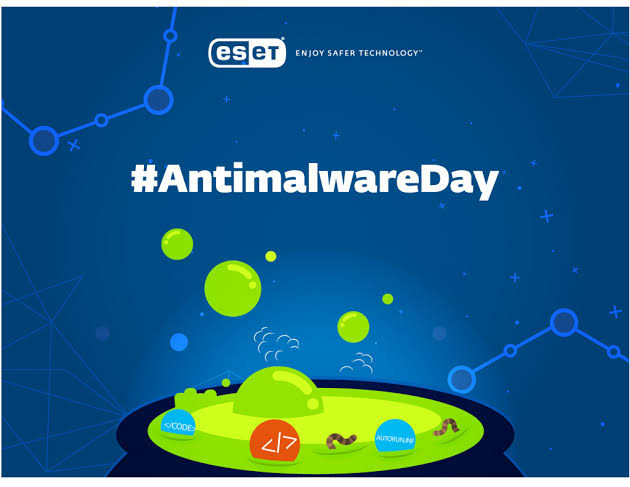 eseT® ENJOY SAFER TECHNOLOGY™
#AntimalwareDay
</CODE>
</>
AUTORUN.INF